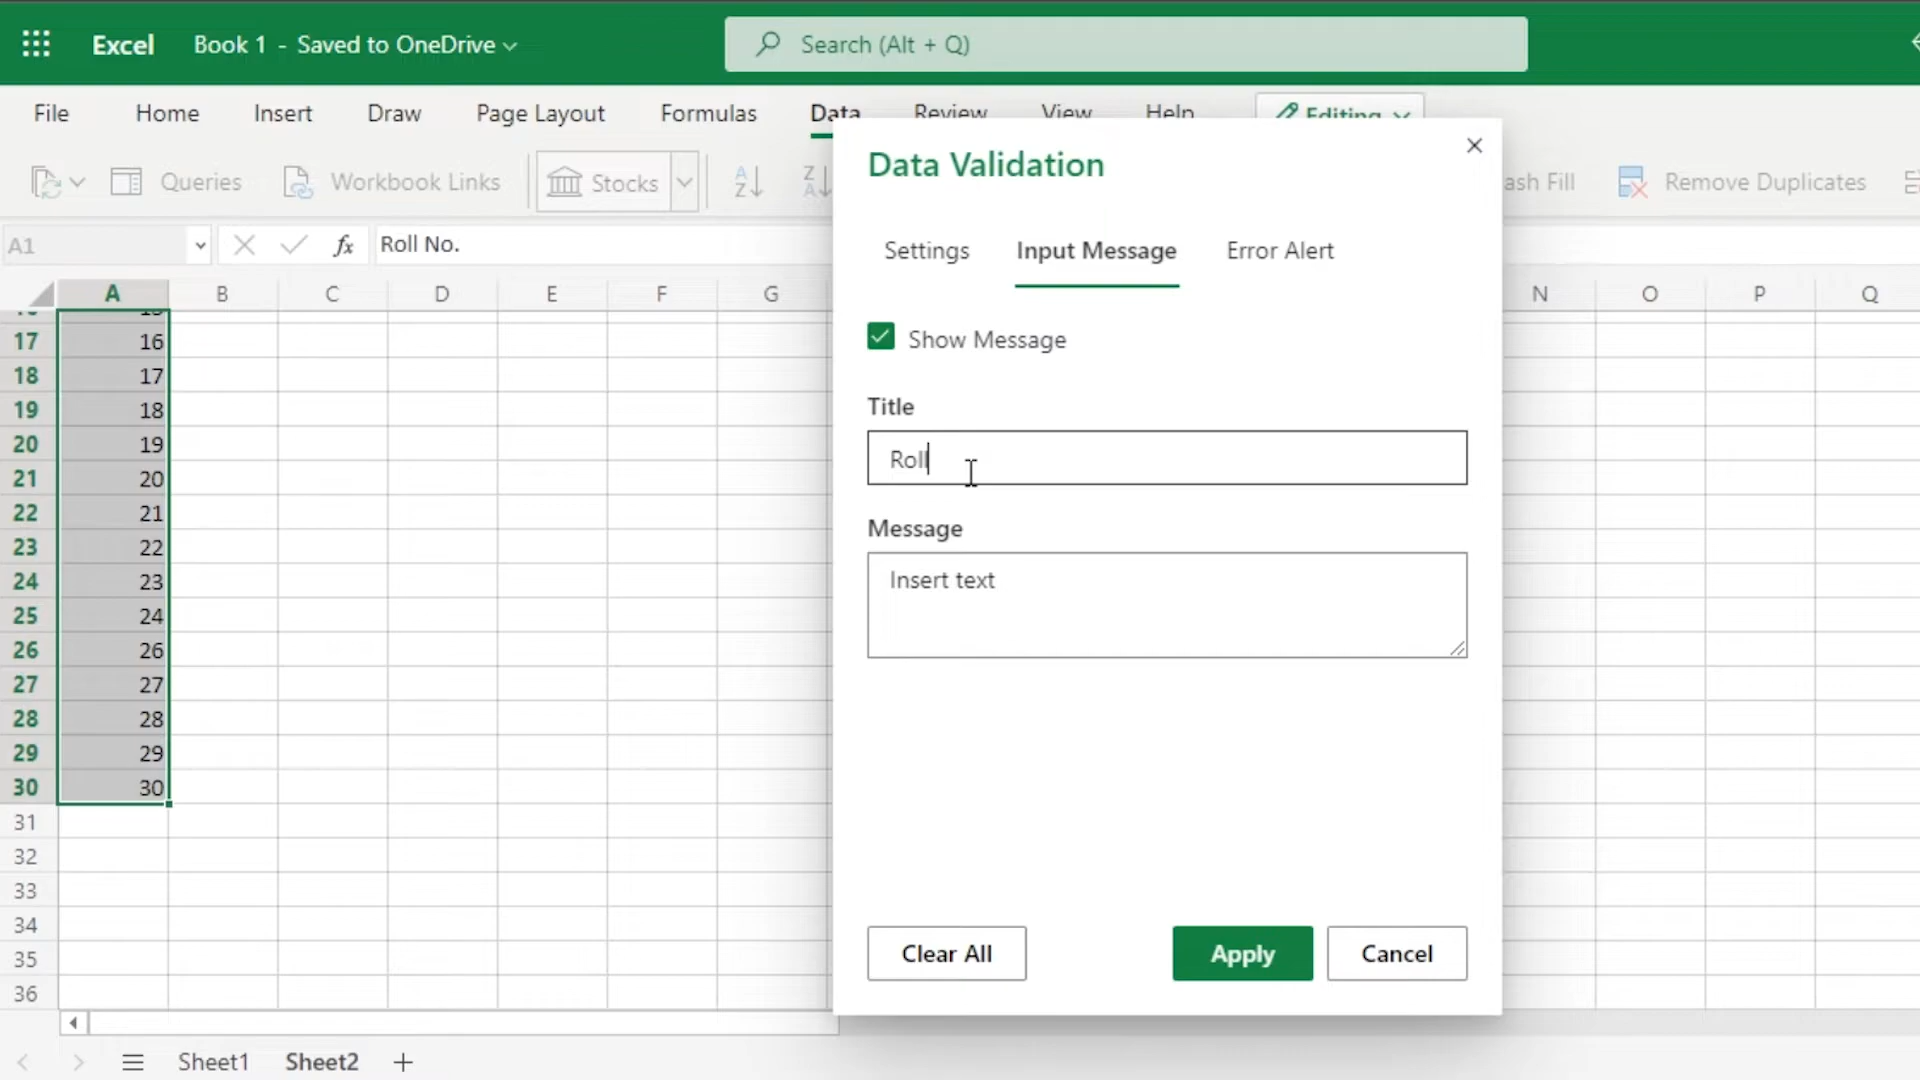 Excel Book 1 - Saved to OneDrive Search (Alt + Q)
File Home Insert Draw Page Layout Formulas Data Review View Help Editing
Queries Workbook Links Stocks ash Fill Remove Duplicates
A1 fx Roll No.
A B C D E F G N O P Q
17 16
18 17
19 18
20 19
21 20
22 21
23 22
24 23
25 24
26 26
27 27
28 28
29 29
30 30
31
32
33
34
35
36
Sheet1 Sheet2
Data Validation
Settings Input Message Error Alert
Show Message
Title
Roll
Message
Insert text
Clear All Apply Cancel